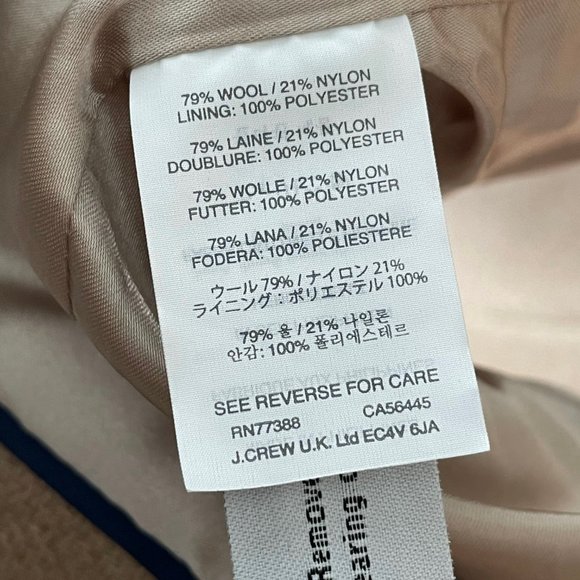 79% WOOL / 21% NYLON
LINING: 100% POLYESTER
79% LAINE / 21% NYLON
DOUBLURE: 100% POLYESTER
79% WOLLE / 21% NYLON
FUTTER: 100% POLYESTER
79% LANA / 21% NYLON
FODERA: 100% POLIESTERE
ウール 79% / ナイロン 21%
ライニング : ポリエステル 100%
79% 울 / 21% 나일론
안감: 100% 폴리에스테르
SEE REVERSE FOR CARE
RN77388 CA56445
J.CREW U.K. Ltd EC4V 6JA
Remove